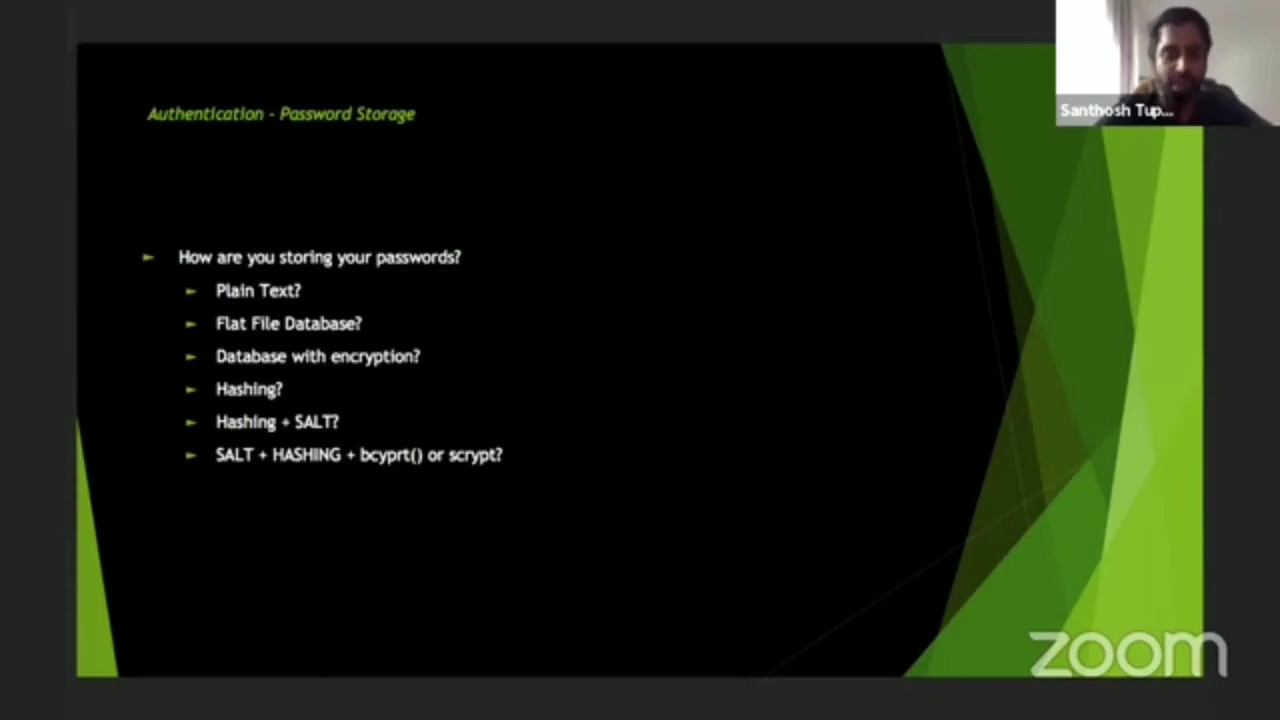 Authentication - Password Storage
How are you storing your passwords?
Plain Text?
Flat File Database?
Database with encryption?
Hashing?
Hashing + SALT?
SALT + HASHING + bcyprt() or scrypt?
Santhosh Tup...
zoom